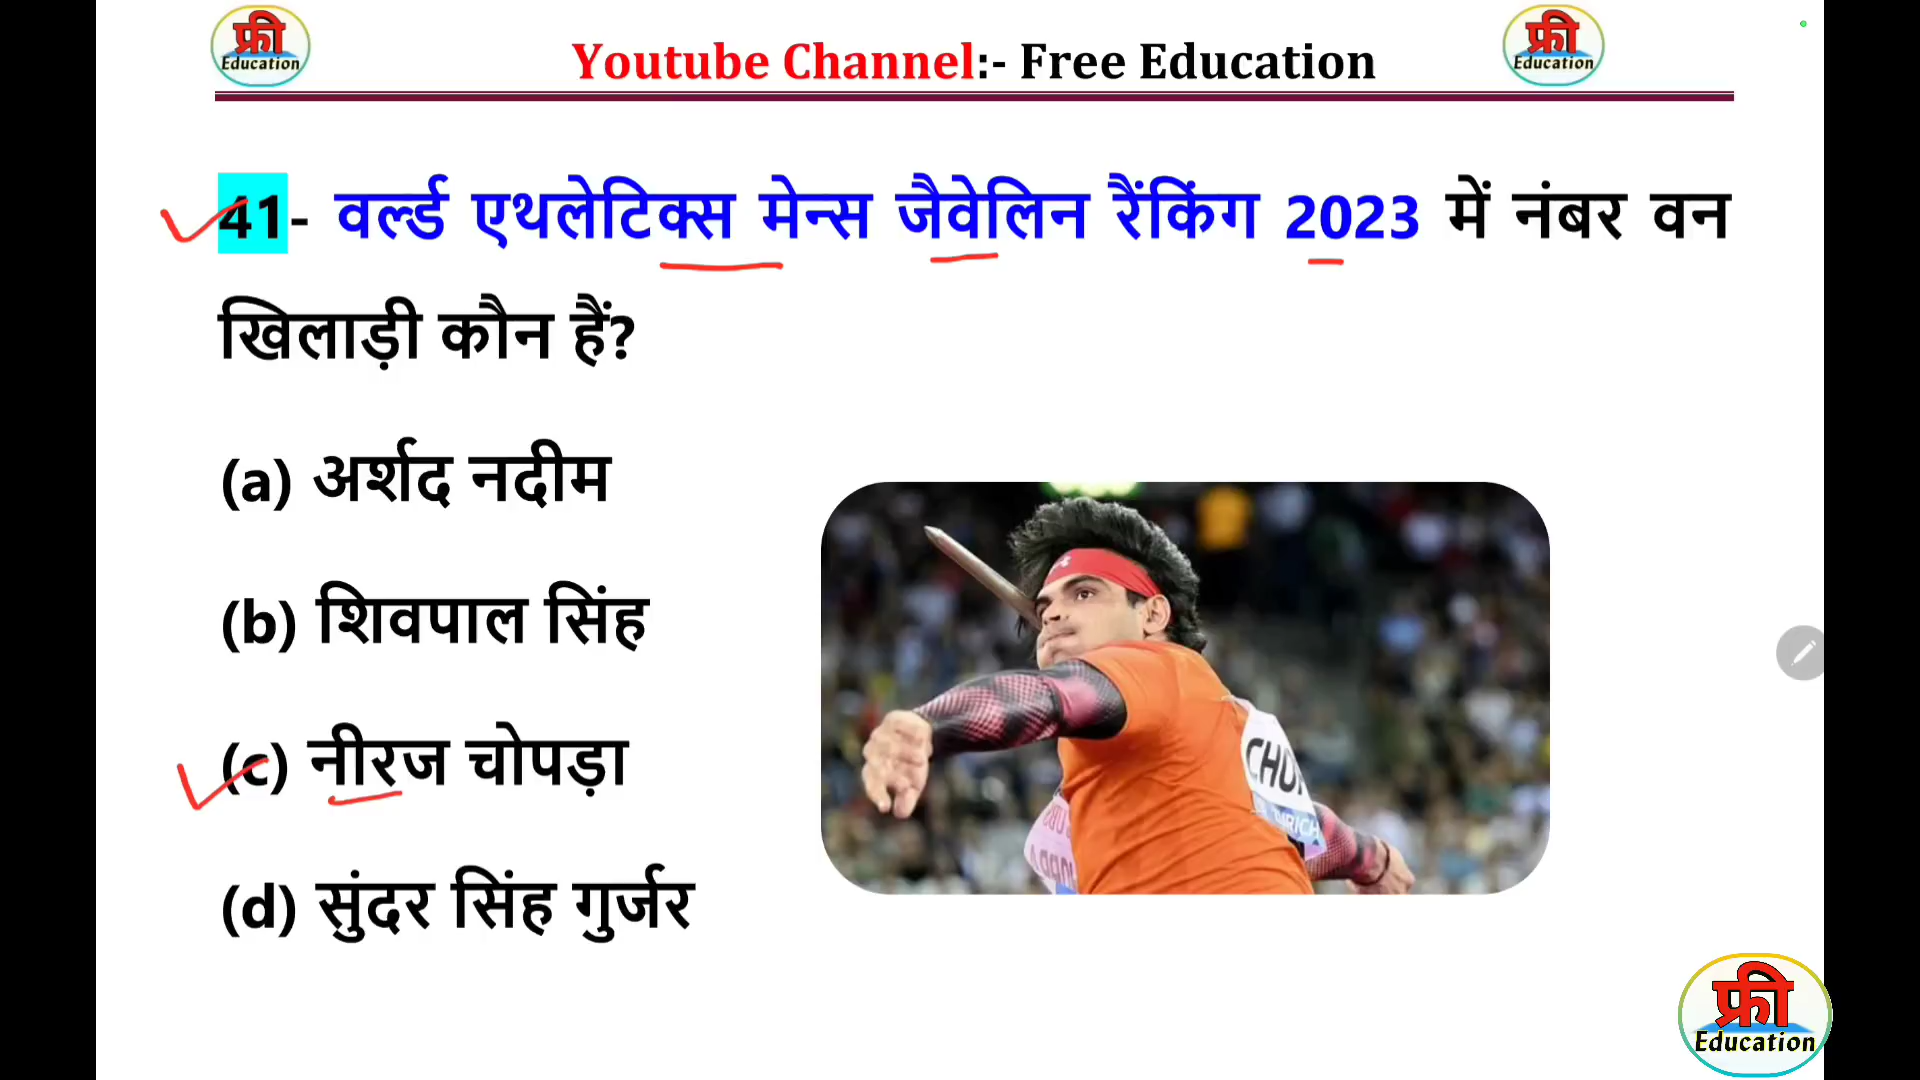 फ्री
Education
Youtube Channel:- Free Education
फ्री
Education
41- वर्ल्ड एथलेटिक्स मेन्स जैवेलिन रैंकिंग 2023 में नंबर वन
खिलाड़ी कौन हैं?
(a) अर्शद नदीम
(b) शिवपाल सिंह
(c) नीरज चोपड़ा
(d) सुंदर सिंह गुर्जर
CHO
फ्री
Education